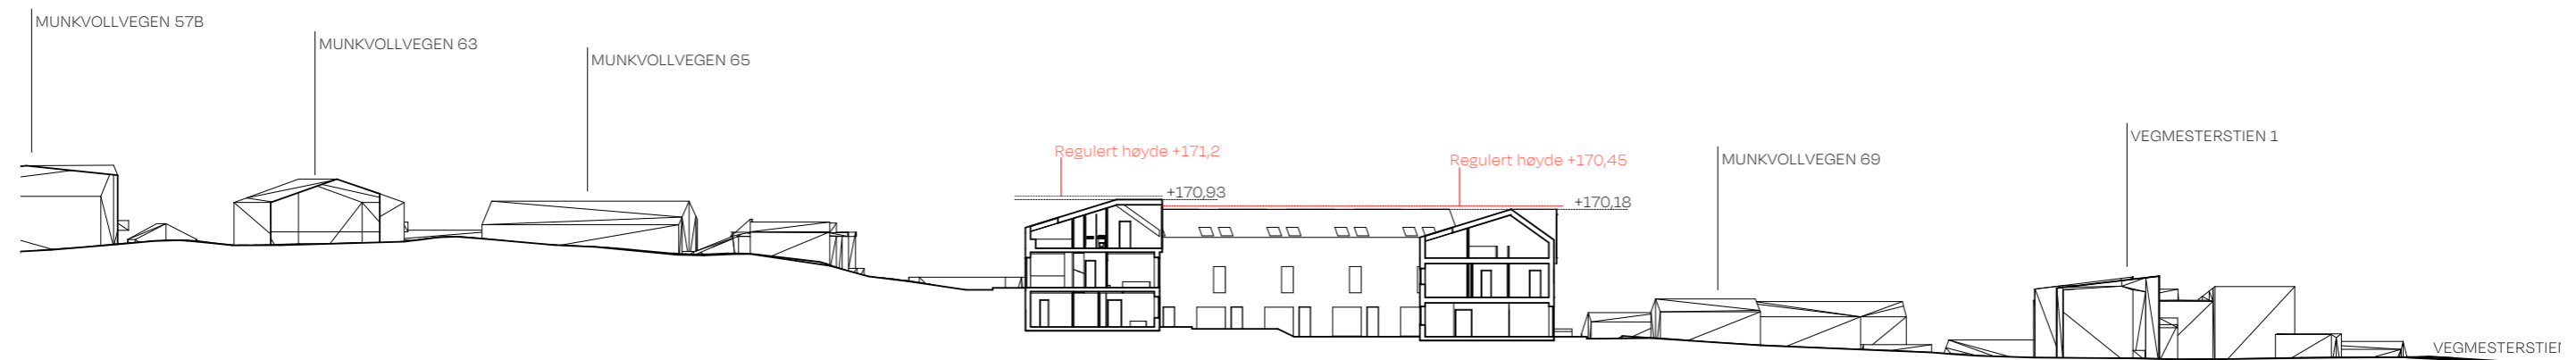 MUNKVOLLVEGEN 57B
MUNKVOLLVEGEN 63
MUNKVOLLVEGEN 65
Regulert høyde +171,2
+170,93
Regulert høyde +170,45
+170,18
MUNKVOLLVEGEN 69
VEGMESTERSTIEN 1
VEGMESTERSTIEN